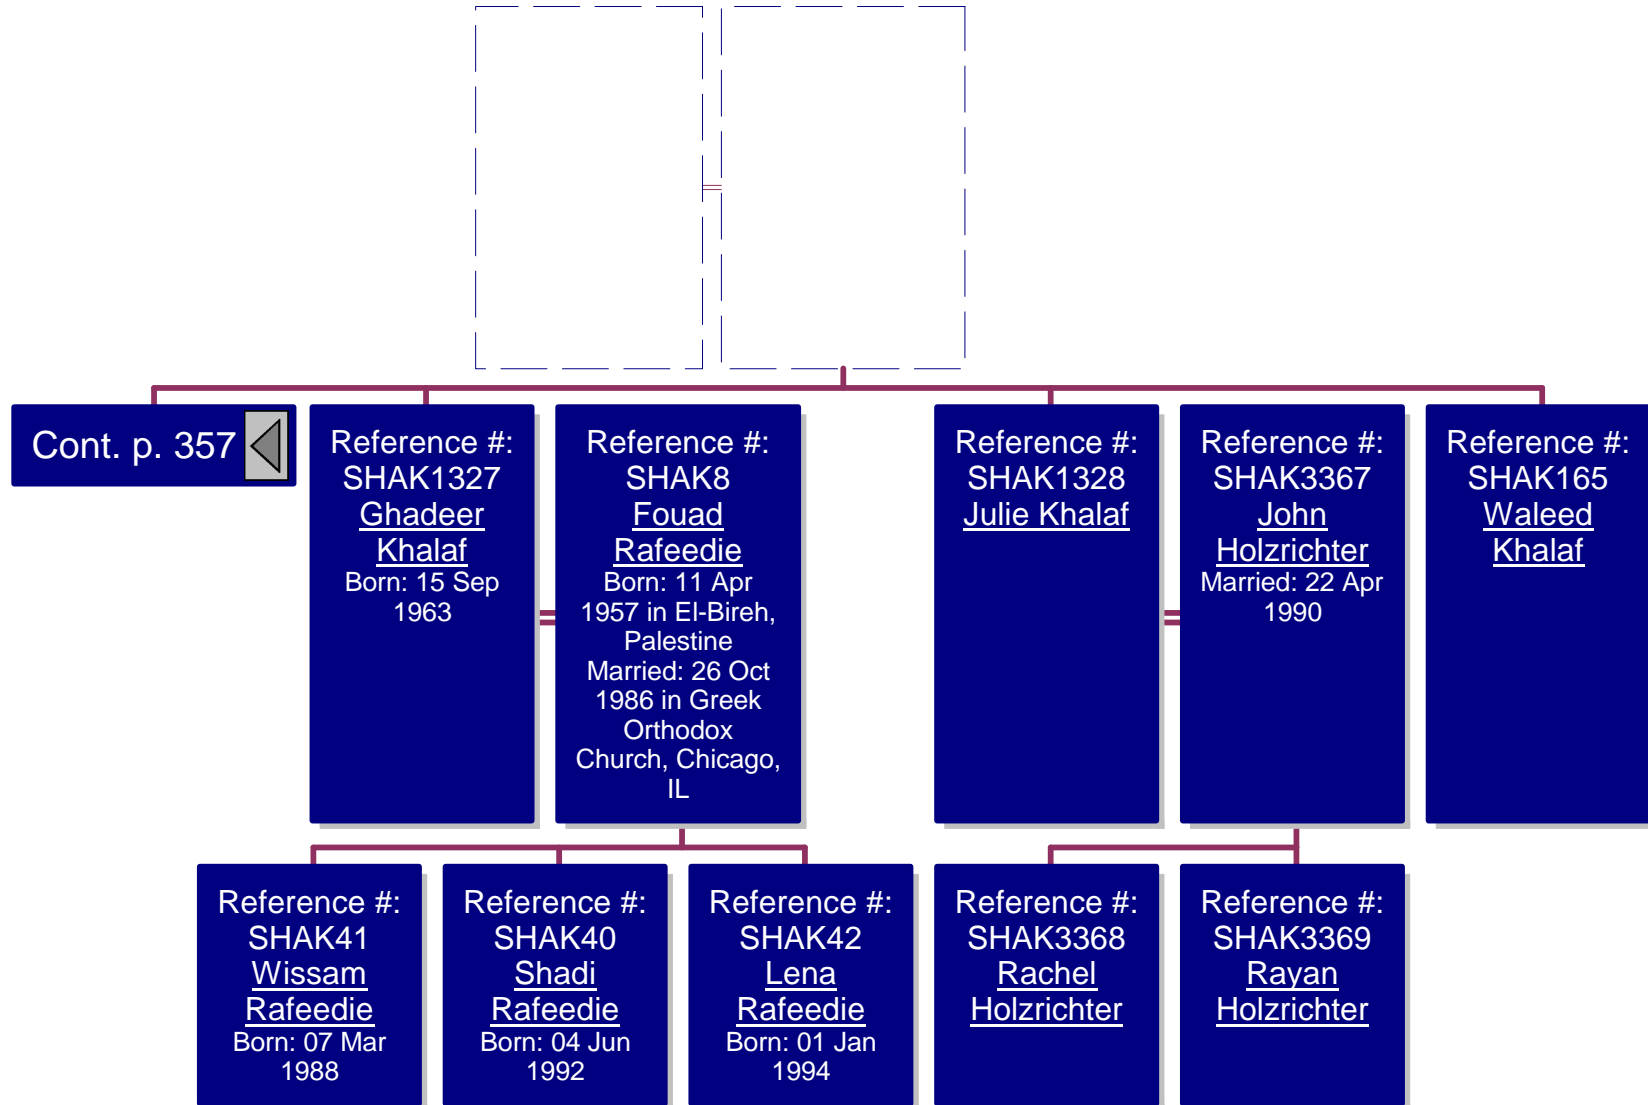 Cont. p. 357
Reference #:
SHAK1327
Ghadeer
Khalaf
Born: 15 Sep
1963
Reference #:
SHAK8
Fouad
Rafeedie
Born: 11 Apr
1957 in El-Bireh,
Palestine
Married: 26 Oct
1986 in Greek
Orthodox
Church, Chicago,
IL
Reference #:
SHAK1328
Julie Khalaf
Reference #:
SHAK3367
John
Holzrichter
Married: 22 Apr
1990
Reference #:
SHAK165
Waleed
Khalaf
Reference #:
SHAK41
Wissam
Rafeedie
Born: 07 Mar
1988
Reference #:
SHAK40
Shadi
Rafeedie
Born: 04 Jun
1992
Reference #:
SHAK42
Lena
Rafeedie
Born: 01 Jan
1994
Reference #:
SHAK3368
Rachel
Holzrichter
Reference #:
SHAK3369
Rayan
Holzrichter